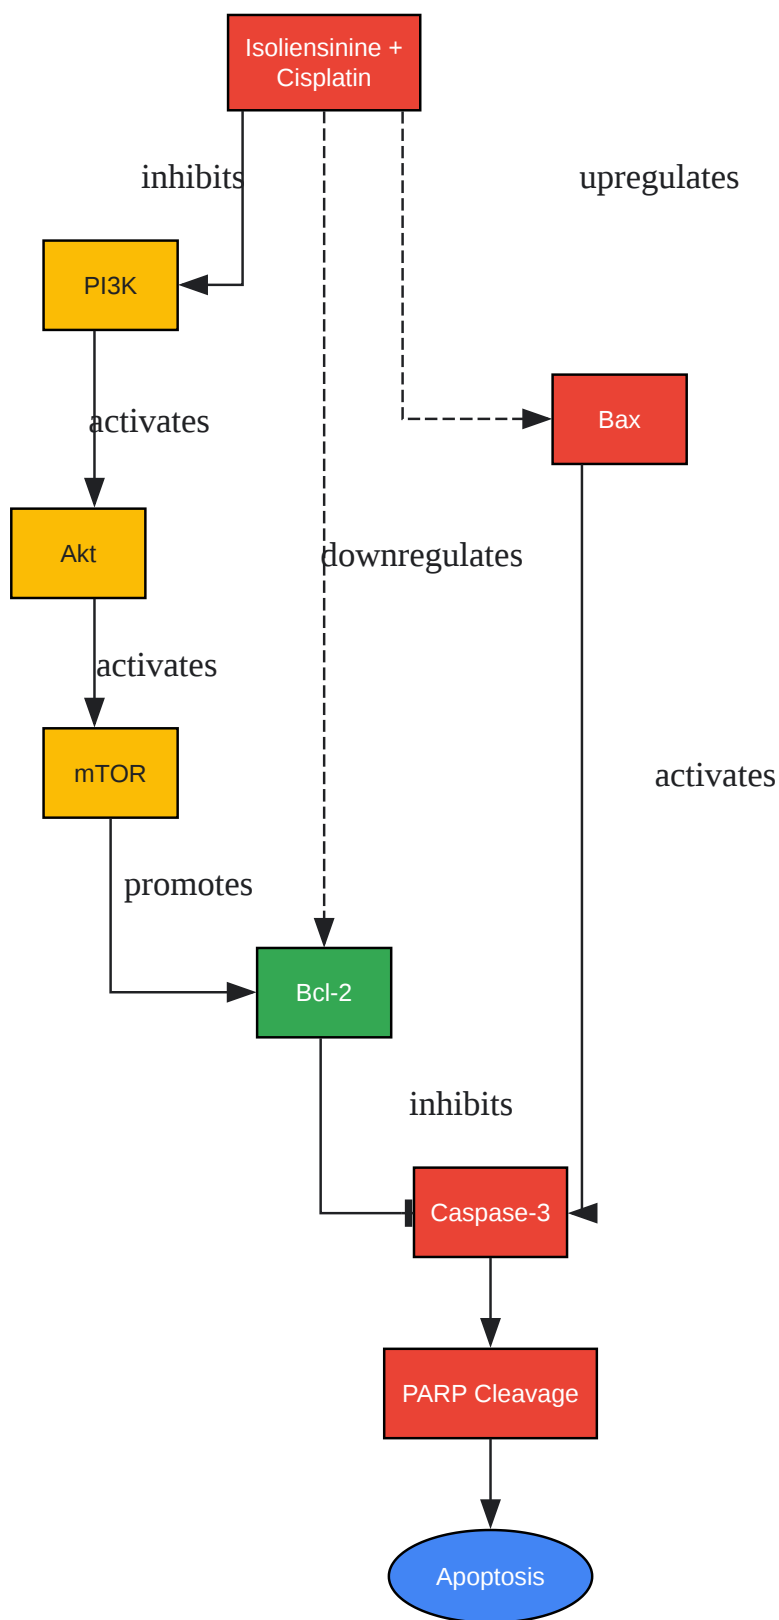 Isoliensinine +
Cisplatin
inhibits
upregulates
PI3K
Bax
activates
Akt
downregulates
activates
mTOR
activates
promotes
Bcl-2
inhibits
Caspase-3
PARP Cleavage
Apoptosis